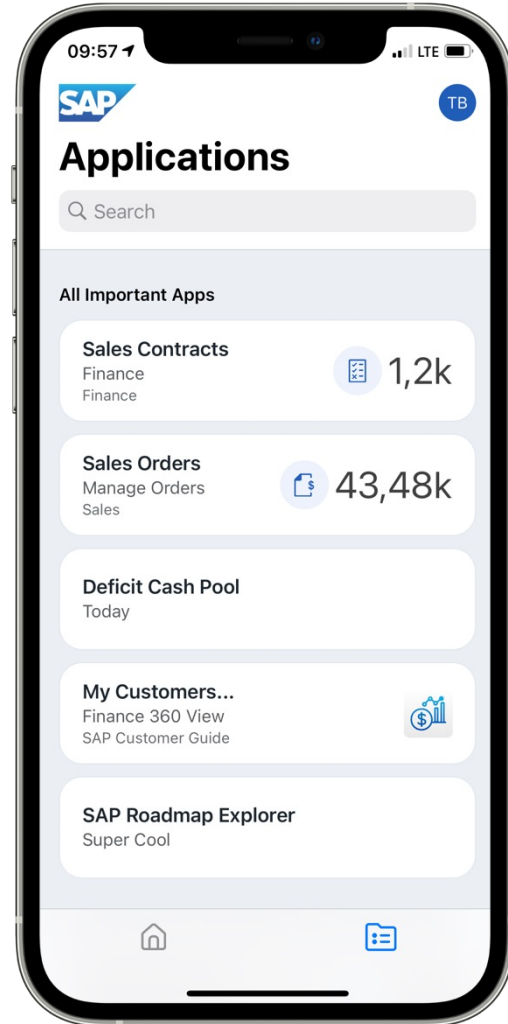 09:57
LTE
SAP
TB
Applications
Search
All Important Apps
Sales Contracts
Finance
Finance
1,2k
Sales Orders
Manage Orders
Sales
$
43,48k
Deficit Cash Pool
Today
My Customers...
Finance 360 View
SAP Customer Guide
$
SAP Roadmap Explorer
Super Cool